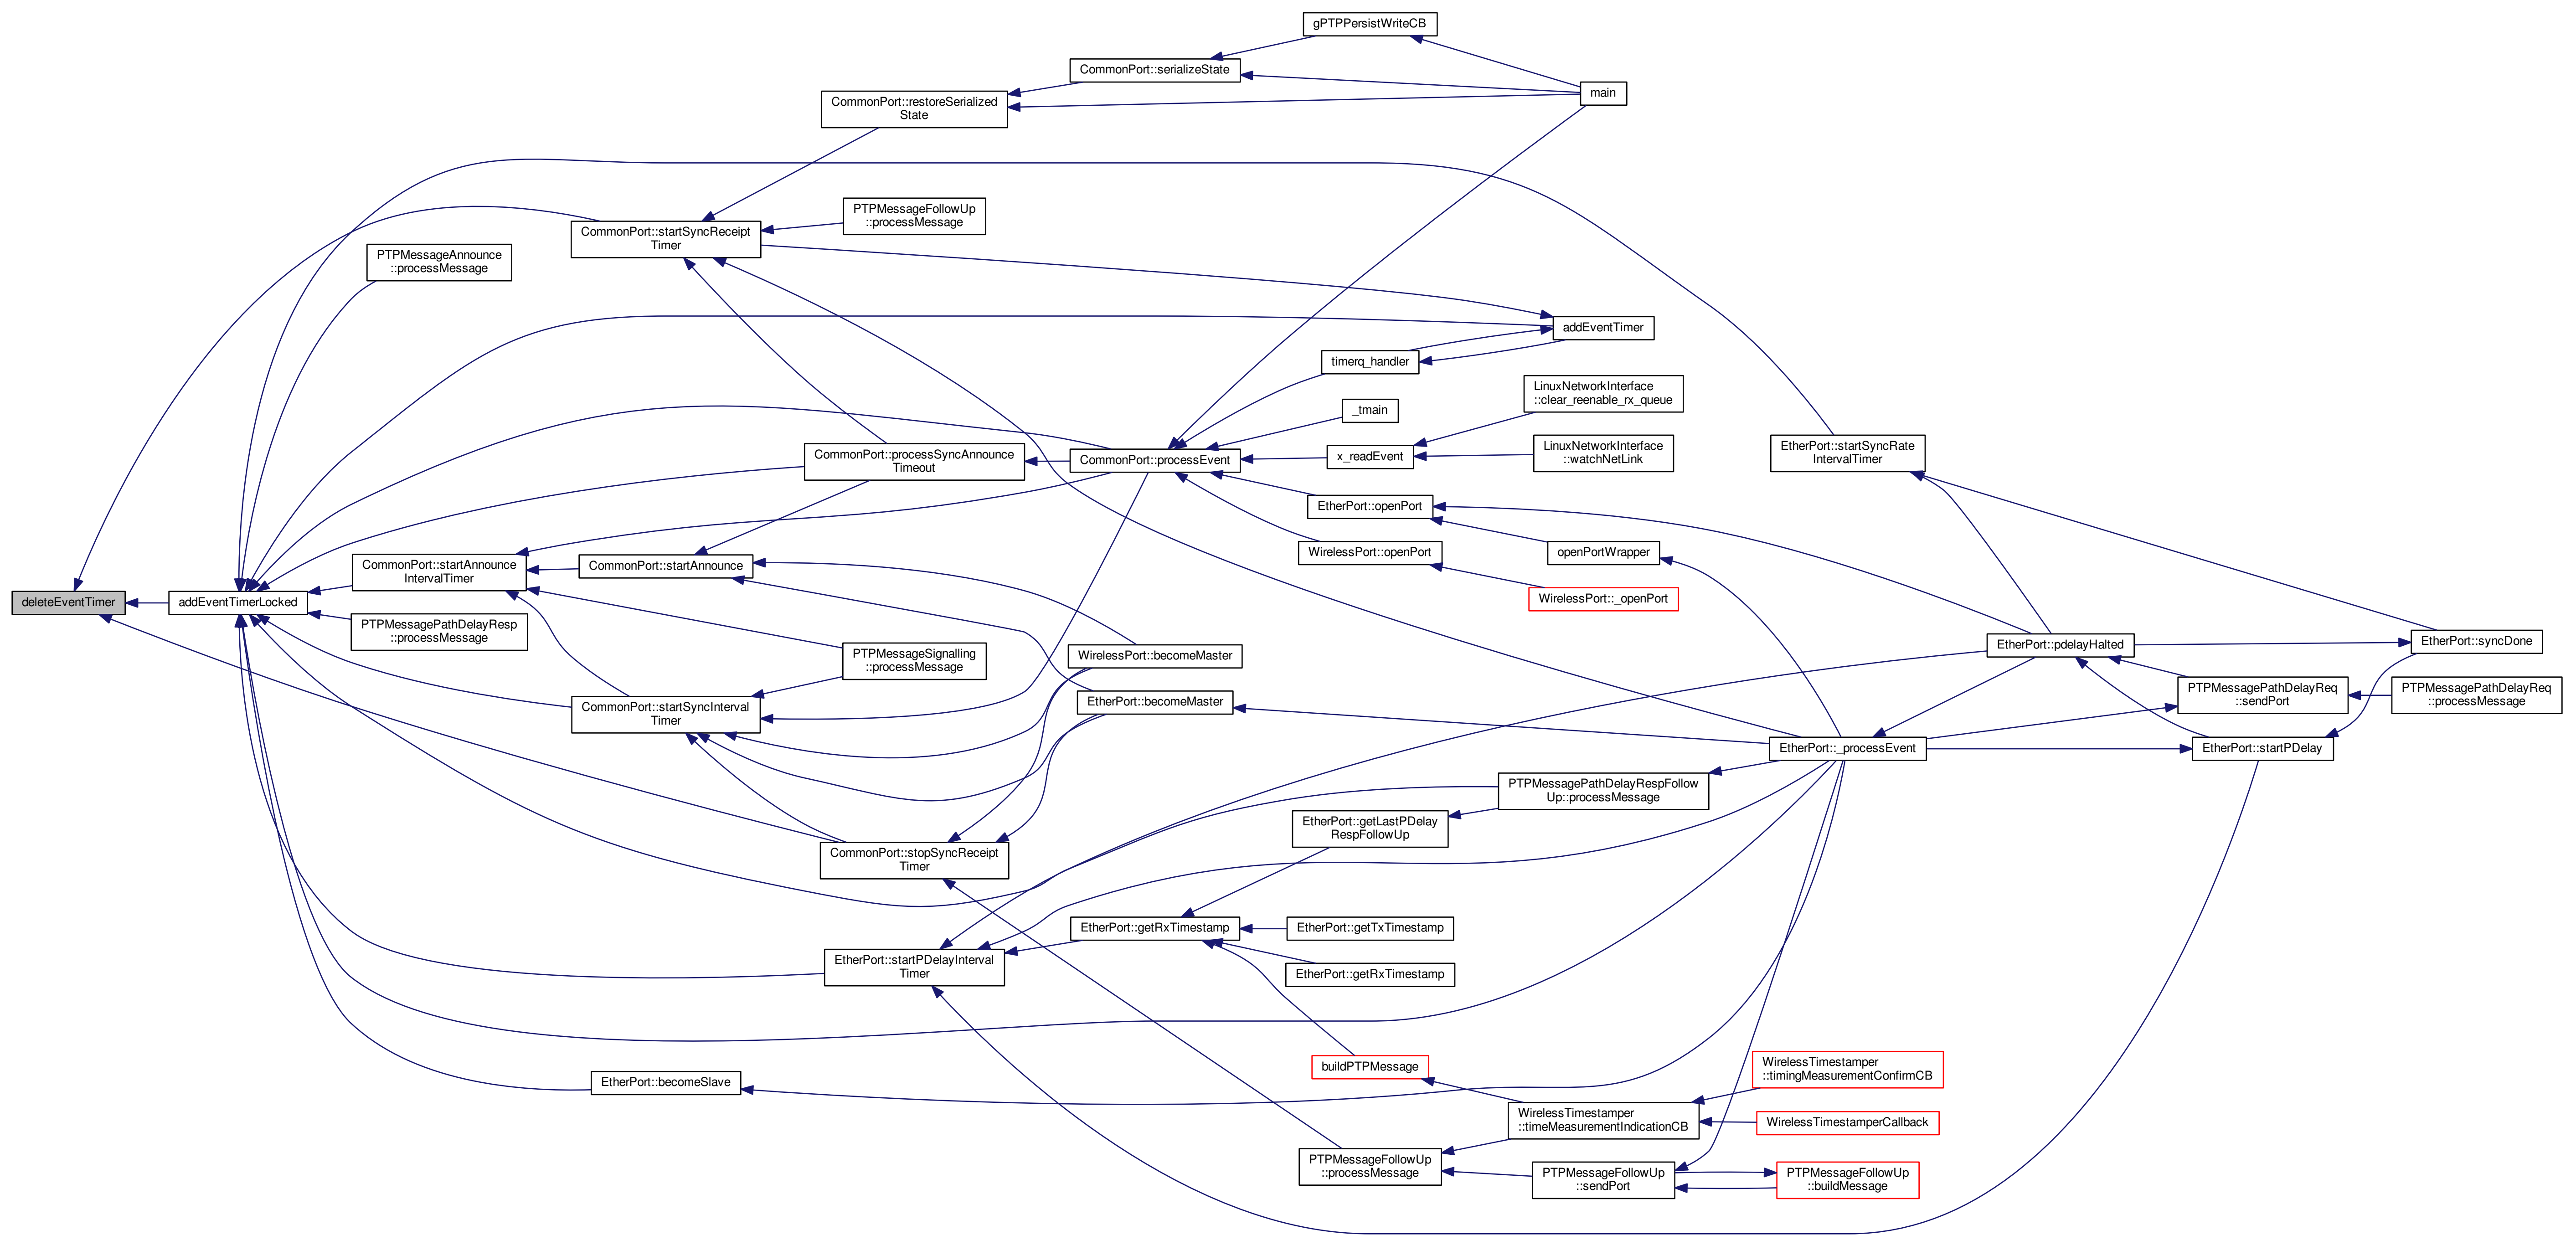 gPTPPersistWriteCB
CommonPort::serializeState
main
CommonPort::restoreSerialized
State
PTPMessageFollowUp
::processMessage
CommonPort::startSyncReceipt
Timer
PTPMessageAnnounce
::processMessage
addEventTimer
timerq_handler
LinuxNetworkInterface
::clear_reenable_rx_queue
_tmain
CommonPort::processSyncAnnounce
Timeout
CommonPort::processEvent
x_readEvent
LinuxNetworkInterface
::watchNetLink
EtherPort::startSyncRate
IntervalTimer
EtherPort::openPort
WirelessPort::openPort
openPortWrapper
CommonPort::startAnnounce
IntervalTimer
CommonPort::startAnnounce
WirelessPort::_openPort
deleteEventTimer
addEventTimerLocked
PTPMessagePathDelayResp
::processMessage
PTPMessageSignalling
::processMessage
WirelessPort::becomeMaster
EtherPort::pdelayHalted
EtherPort::syncDone
CommonPort::startSyncInterval
Timer
EtherPort::becomeMaster
PTPMessagePathDelayReq
::sendPort
PTPMessagePathDelayReq
::processMessage
EtherPort::_processEvent
EtherPort::startPDelay
PTPMessagePathDelayRespFollow
Up::processMessage
EtherPort::getLastPDelay
RespFollowUp
CommonPort::stopSyncReceipt
Timer
EtherPort::getRxTimestamp
EtherPort::getTxTimestamp
EtherPort::startPDelayInterval
Timer
EtherPort::getRxTimestamp
buildPTPMessage
WirelessTimestamper
::timingMeasurementConfirmCB
EtherPort::becomeSlave
WirelessTimestamper
::timeMeasurementIndicationCB
WirelessTimestamperCallback
PTPMessageFollowUp
::processMessage
PTPMessageFollowUp
::sendPort
PTPMessageFollowUp
::buildMessage